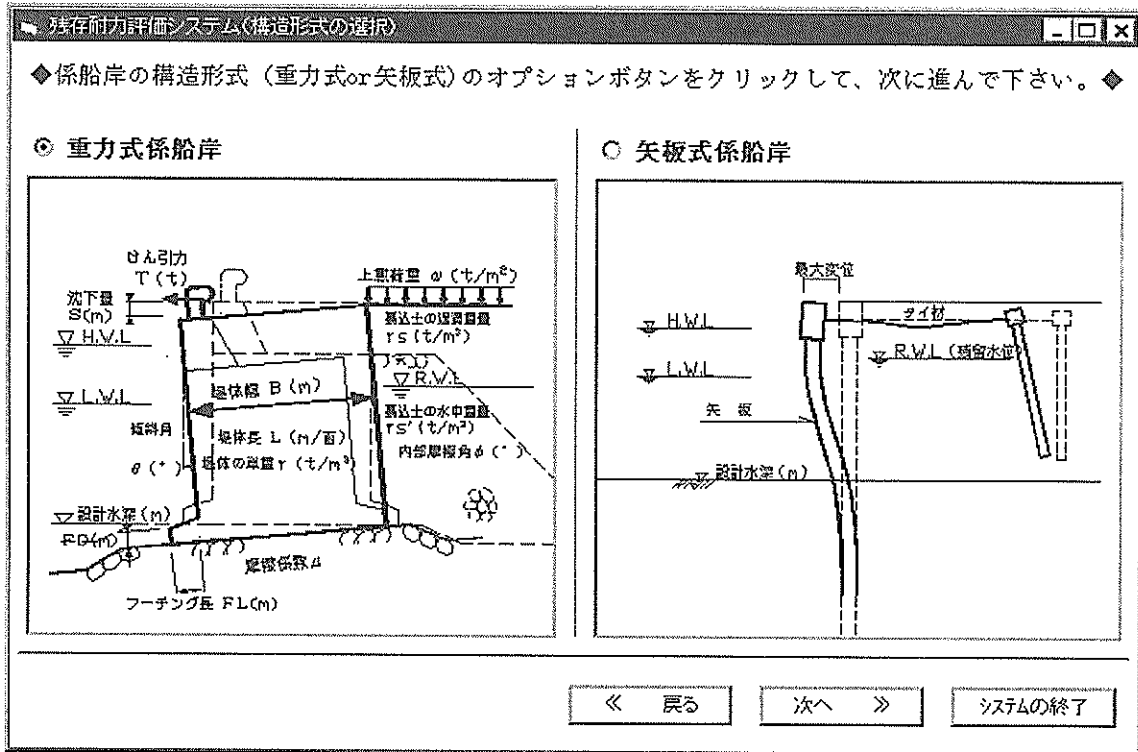 残存耐力評価システム(構造形式の選択)
◆係船岸の構造形式（重力式or矢板式)のオプションボタンをクリックして、次に進んで下さい。◆
重力式係船岸
けん引力
T(t)
上載荷重 ω(t/m²)
沈下量
S(m)
裏込土の湿潤重量
rs(t/m³)
H.W.L
R.W.L
堤体幅 B(m)
L.W.L
裏込土の水中重量
rs'(t/m³)
傾斜角
θ(°)
堤体長 L(m/函)
堤体の単重r(t/m³)
内部摩擦角φ(°)
設計水深(m)
FD(m)
摩擦係数μ
フーチング長 FL(m)
矢板式係船岸
最大変位
タイ材
H.W.L
R.W.L(残留水位)
L.W.L
矢 板
設計水深(m)
≪ 戻る
次へ ≫
システムの終了